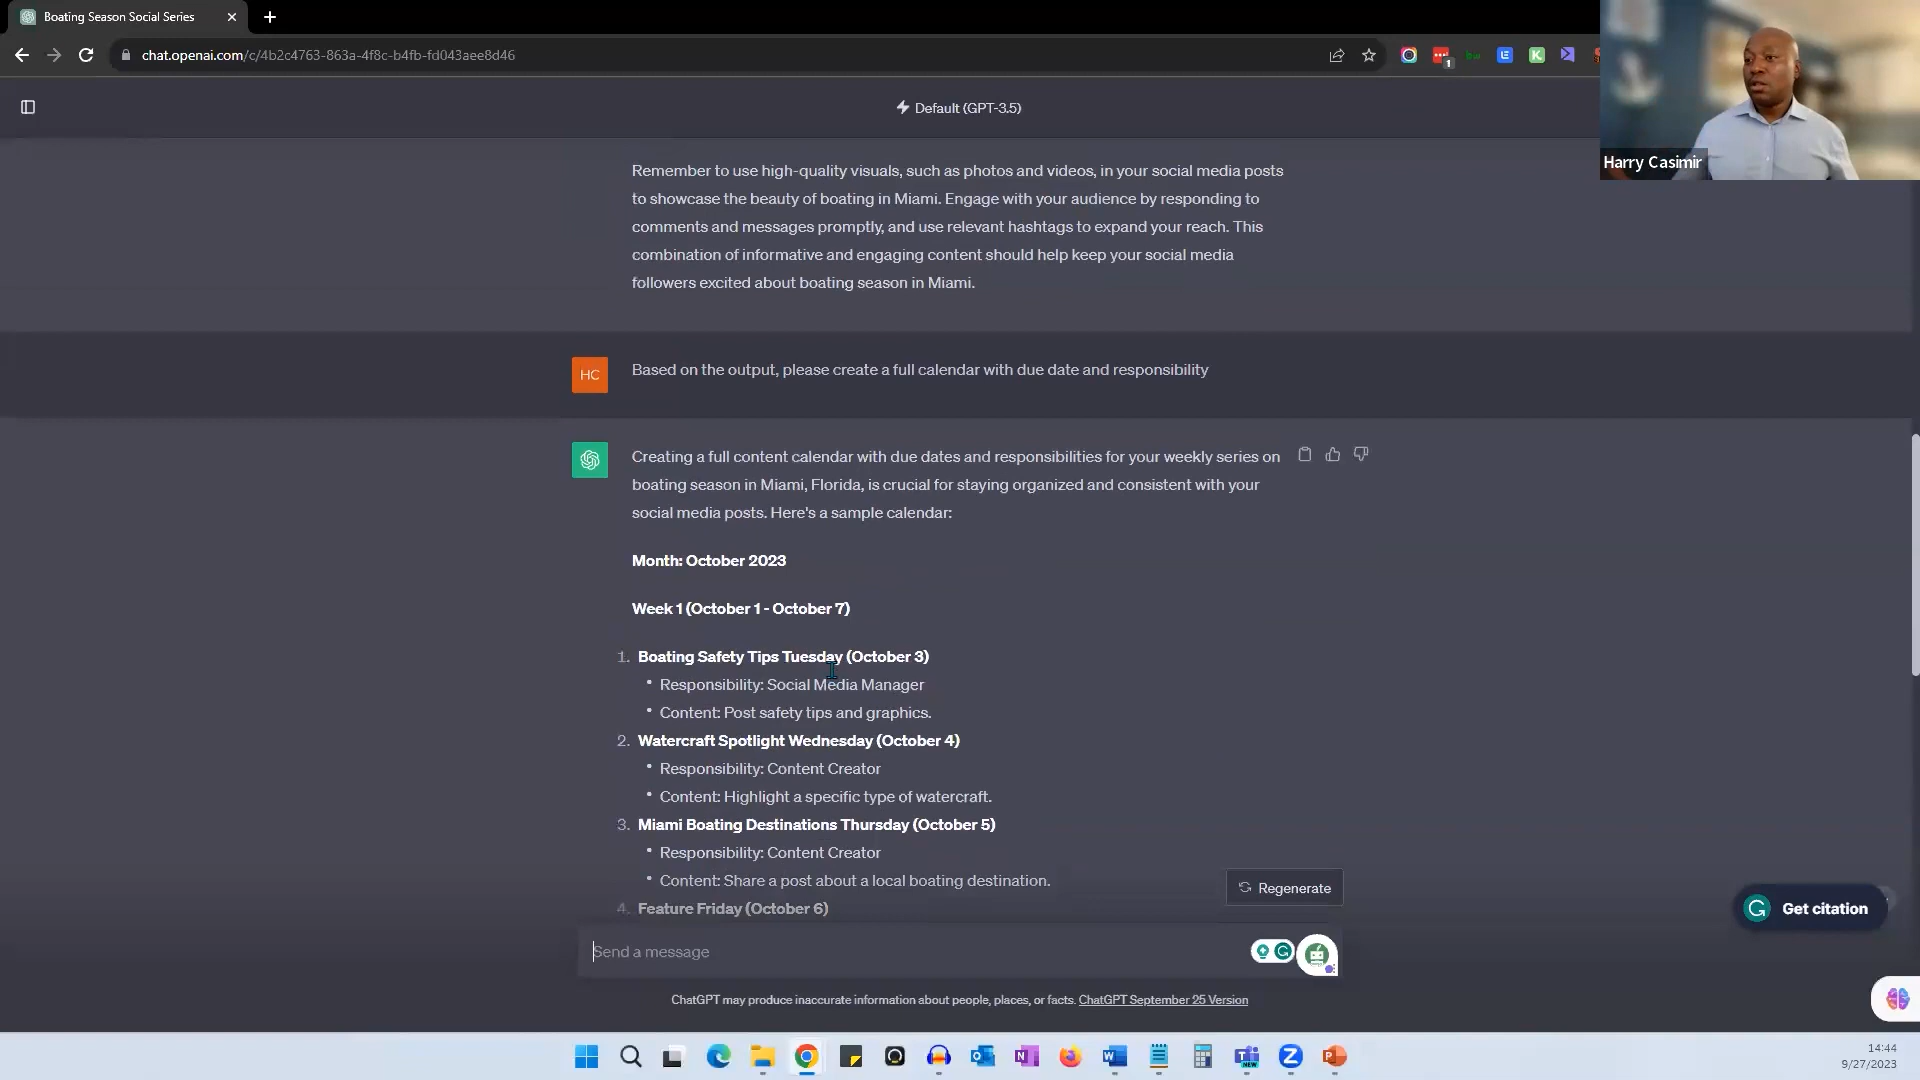 Boating Season Social Series
chat.openai.com/c/4b2c4763-863a-4f8c-b4fb-fd043aee8d46
1
Default (GPT-3.5)
Harry Casimir
Remember to use high-quality visuals, such as photos and videos, in your social media posts
to showcase the beauty of boating in Miami. Engage with your audience by responding to
comments and messages promptly, and use relevant hashtags to expand your reach. This
combination of informative and engaging content should help keep your social media
followers excited about boating season in Miami.
HC
Based on the output, please create a full calendar with due date and responsibility
Creating a full content calendar with due dates and responsibilities for your weekly series on
boating season in Miami, Florida, is crucial for staying organized and consistent with your
social media posts. Here's a sample calendar:
Month: October 2023
Week 1 (October 1 - October 7)
1. Boating Safety Tips Tuesday (October 3)
• Responsibility: Social Media Manager
• Content: Post safety tips and graphics.
2. Watercraft Spotlight Wednesday (October 4)
• Responsibility: Content Creator
• Content: Highlight a specific type of watercraft.
3. Miami Boating Destinations Thursday (October 5)
• Responsibility: Content Creator
• Content: Share a post about a local boating destination.
Regenerate
4. Feature Friday (October 6)
Get citation
Send a message
ChatGPT may produce inaccurate information about people, places, or facts. ChatGPT September 25 Version
14:44
9/27/2023